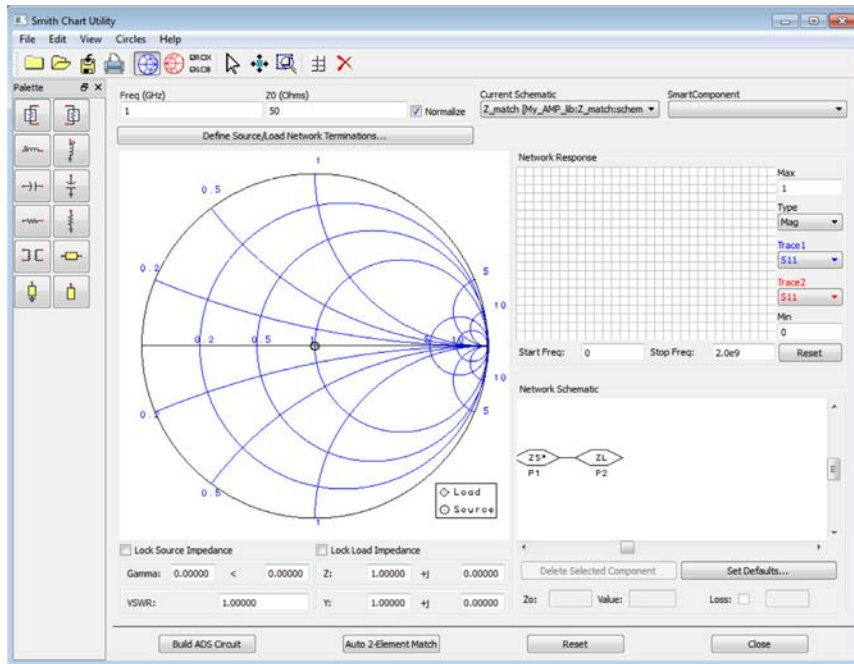 Smith Chart Utility
File Edit View Circles Help
Palette
Freq (GHz) Z0 (Ohms) Current Schematic SmartComponent
1 50 Normalize Z_match [My_AMP_lib:Z_match:schem
Define Source/Load Network Terminations...
Network Response
Max
1
Type
Mag
Trace1
S11
Trace2
S11
Min
0
Start Freq: 0 Stop Freq: 2.0e9 Reset
1
0.5
0.2
5
10
0.2 0.5 1 5 10
10
5
0.2
0.5
1
Load
Source
Network Schematic
ZS* ZL
P1 P2
Lock Source Impedance Lock Load Impedance
Gamma: 0.00000 < 0.00000 Z: 1.00000 +j 0.00000
VSWR: 1.00000 Y: 1.00000 +j 0.00000
Delete Selected Component Set Defaults...
Zo: Value: Loss:
Build ADS Circuit Auto 2-Element Match Reset Close